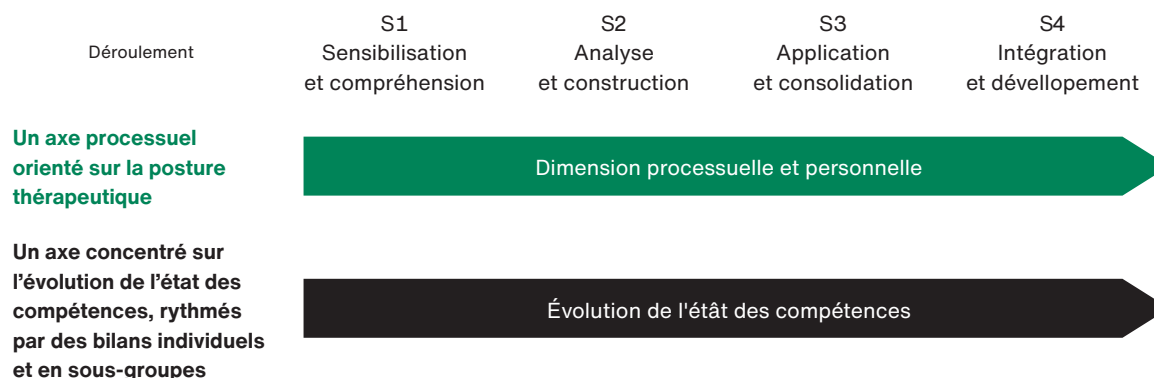 Déroulement
S1
Sensibilisation
et compréhension
S2
Analyse
et construction
S3
Application
et consolidation
S4
Intégration
et dévellopement
Un axe processuel
orienté sur la posture
thérapeutique
Dimension processuelle et personnelle
Un axe concentré sur
l’évolution de l’état des
compétences, rythmés
par des bilans individuels
et en sous-groupes
Évolution de l'étât des compétences